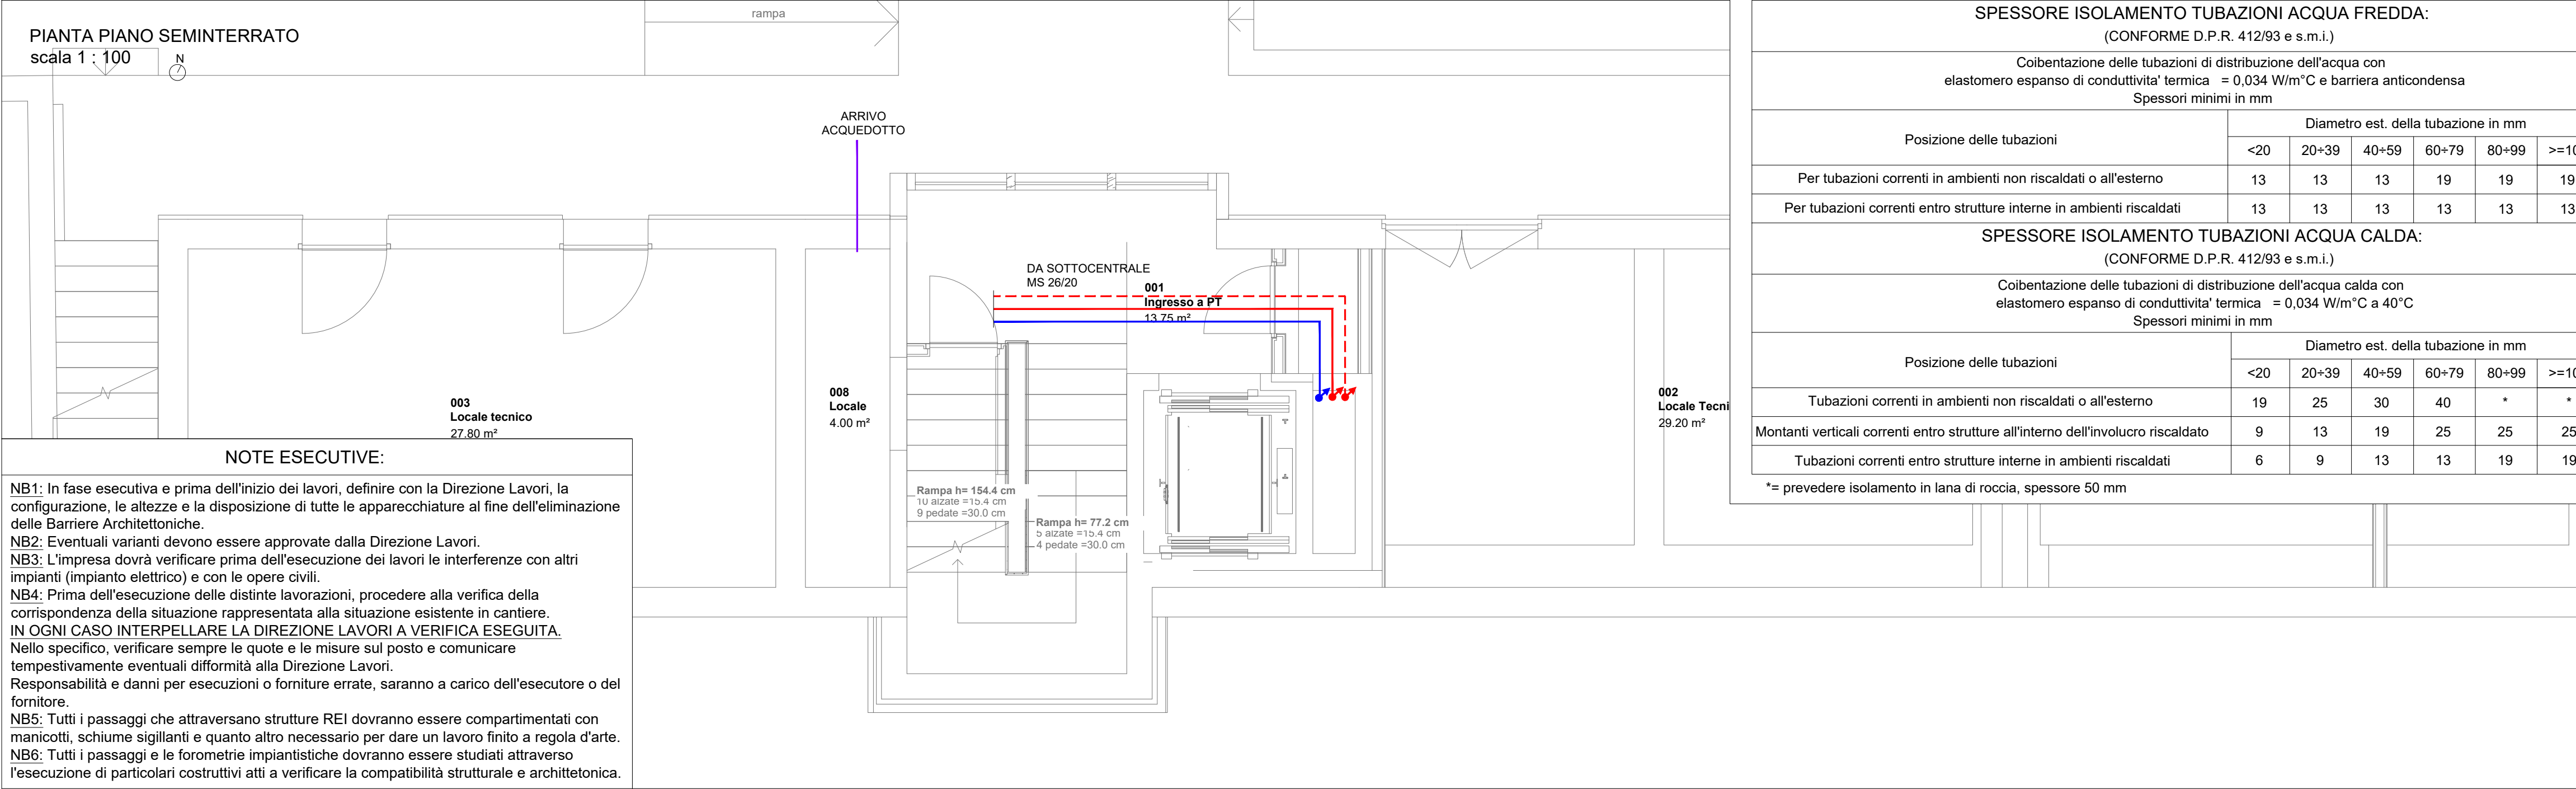 PIANTA PIANO SEMINTERRATO
scala 1 : 100
N
rampa
ARRIVO
ACQUEDOTTO
DA SOTTOCENTRALE
MS 26/20
001
Ingresso a PT
13.75 m²
003
Locale tecnico
27.80 m²
008
Locale
4.00 m²
002
Locale Tecni
29.20 m²
Rampa h= 154.4 cm
10 alzate =15.4 cm
9 pedate =30.0 cm
Rampa h= 77.2 cm
5 alzate =15.4 cm
4 pedate =30.0 cm
NOTE ESECUTIVE:
NB1: In fase esecutiva e prima dell'inizio dei lavori, definire con la Direzione Lavori, la
configurazione, le altezze e la disposizione di tutte le apparecchiature al fine dell'eliminazione
delle Barriere Architettoniche.
NB2: Eventuali varianti devono essere approvate dalla Direzione Lavori.
NB3: L'impresa dovrà verificare prima dell'esecuzione dei lavori le interferenze con altri
impianti (impianto elettrico) e con le opere civili.
NB4: Prima dell'esecuzione delle distinte lavorazioni, procedere alla verifica della
corrispondenza della situazione rappresentata alla situazione esistente in cantiere.
IN OGNI CASO INTERPELLARE LA DIREZIONE LAVORI A VERIFICA ESEGUITA.
Nello specifico, verificare sempre le quote e le misure sul posto e comunicare
tempestivamente eventuali difformità alla Direzione Lavori.
Responsabilità e danni per esecuzioni o forniture errate, saranno a carico dell'esecutore o del
fornitore.
NB5: Tutti i passaggi che attraversano strutture REI dovranno essere compartimentati con
manicotti, schiume sigillanti e quanto altro necessario per dare un lavoro finito a regola d'arte.
NB6: Tutti i passaggi e le forometrie impiantistiche dovranno essere studiati attraverso
l'esecuzione di particolari costruttivi atti a verificare la compatibilità strutturale e archittetonica.
SPESSORE ISOLAMENTO TUBAZIONI ACQUA FREDDA:
(CONFORME D.P.R. 412/93 e s.m.i.)
Coibentazione delle tubazioni di distribuzione dell'acqua con
elastomero espanso di conduttivita' termica = 0,034 W/m°C e barriera anticondensa
Spessori minimi in mm
Posizione delle tubazioni
Diametro est. della tubazione in mm
<20 20÷39 40÷59 60÷79 80÷99 >=10
Per tubazioni correnti in ambienti non riscaldati o all'esterno 13 13 13 19 19 19
Per tubazioni correnti entro strutture interne in ambienti riscaldati 13 13 13 13 13 13
SPESSORE ISOLAMENTO TUBAZIONI ACQUA CALDA:
(CONFORME D.P.R. 412/93 e s.m.i.)
Coibentazione delle tubazioni di distribuzione dell'acqua calda con
elastomero espanso di conduttivita' termica = 0,034 W/m°C a 40°C
Spessori minimi in mm
Posizione delle tubazioni
Diametro est. della tubazione in mm
<20 20÷39 40÷59 60÷79 80÷99 >=10
Tubazioni correnti in ambienti non riscaldati o all'esterno 19 25 30 40 * *
Montanti verticali correnti entro strutture all'interno dell'involucro riscaldato 9 13 19 25 25 25
Tubazioni correnti entro strutture interne in ambienti riscaldati 6 9 13 13 19 19
*= prevedere isolamento in lana di roccia, spessore 50 mm